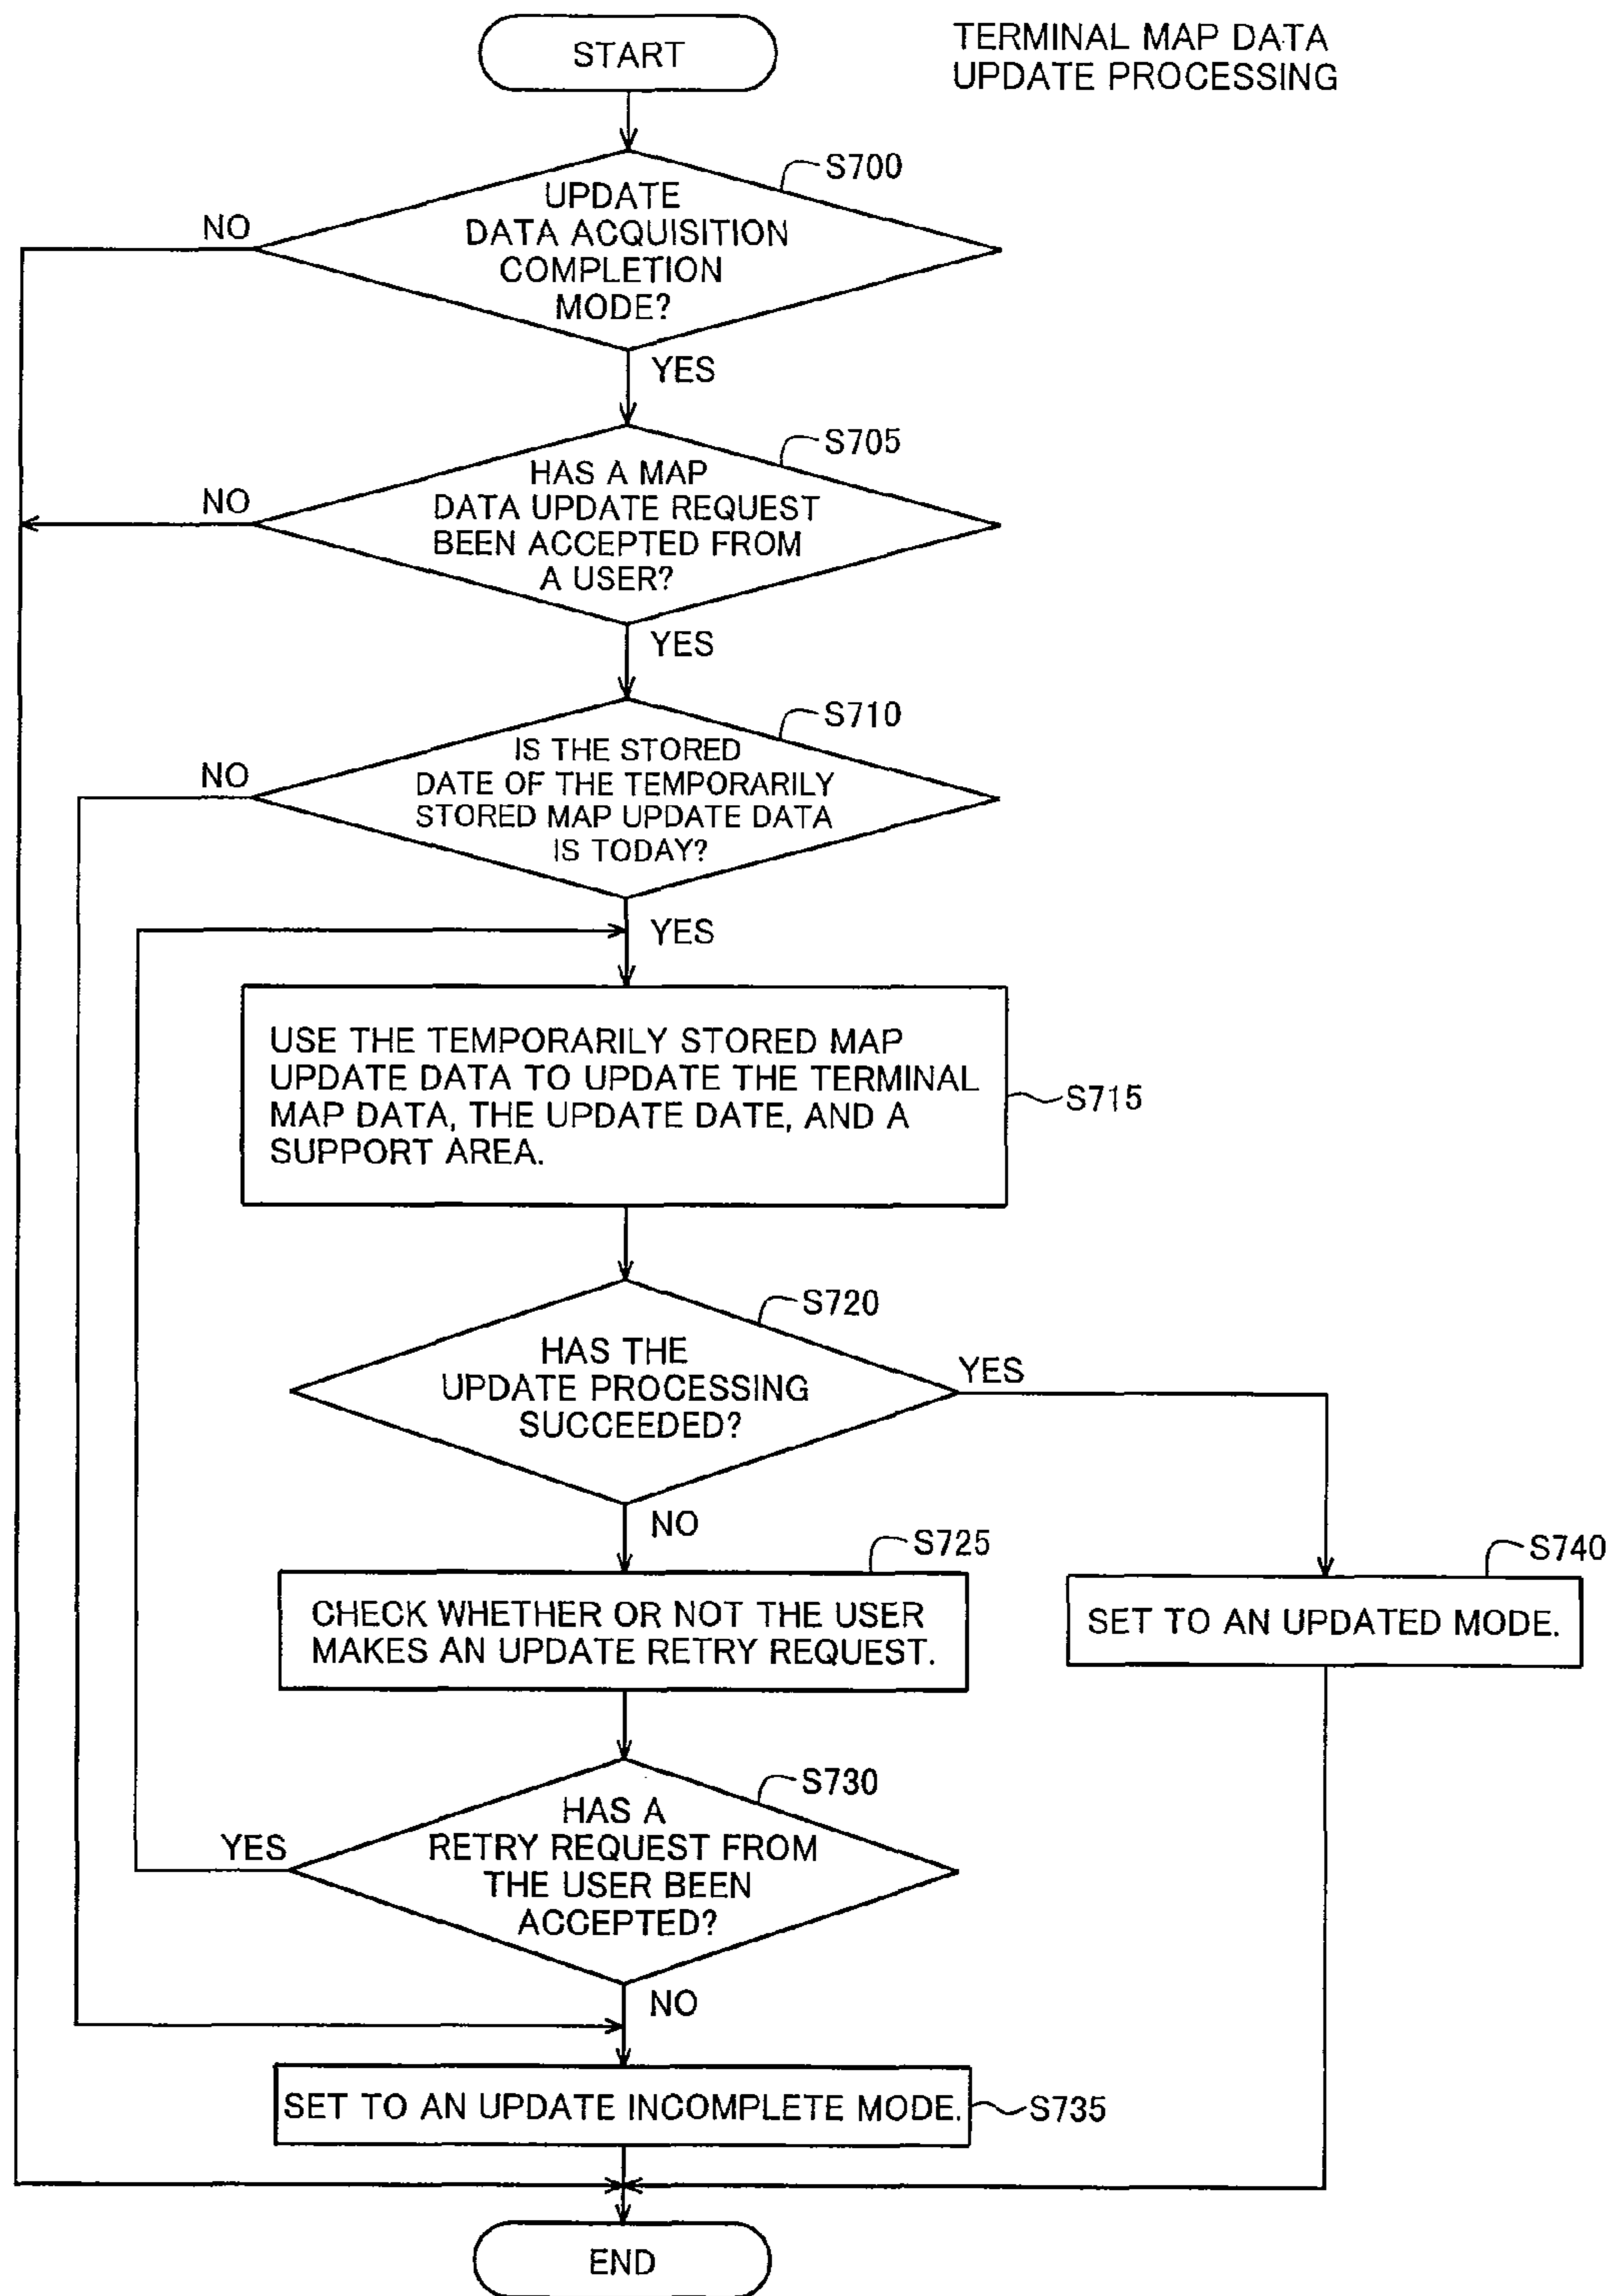 START
TERMINAL MAP DATA
UPDATE PROCESSING
S700
UPDATE
DATA ACQUISITION
COMPLETION
MODE?
NO
YES
S705
HAS A MAP
DATA UPDATE REQUEST
BEEN ACCEPTED FROM
A USER?
NO
YES
S710
IS THE STORED
DATE OF THE TEMPORARILY
STORED MAP UPDATE DATA
IS TODAY?
NO
YES
USE THE TEMPORARILY STORED MAP
UPDATE DATA TO UPDATE THE TERMINAL
MAP DATA, THE UPDATE DATE, AND A
SUPPORT AREA.
S715
S720
HAS THE
UPDATE PROCESSING
SUCCEEDED?
YES
NO
S725
CHECK WHETHER OR NOT THE USER
MAKES AN UPDATE RETRY REQUEST.
S740
SET TO AN UPDATED MODE.
S730
HAS A
RETRY REQUEST FROM
THE USER BEEN
ACCEPTED?
YES
NO
SET TO AN UPDATE INCOMPLETE MODE.
S735
END